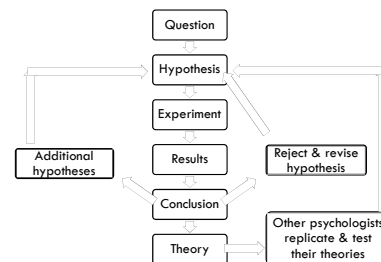 Question
Hypothesis
Experiment
Additional
hypotheses
Results
Reject & revise
hypothesis
Conclusion
Theory
Other psychologists
replicate & test
their theories